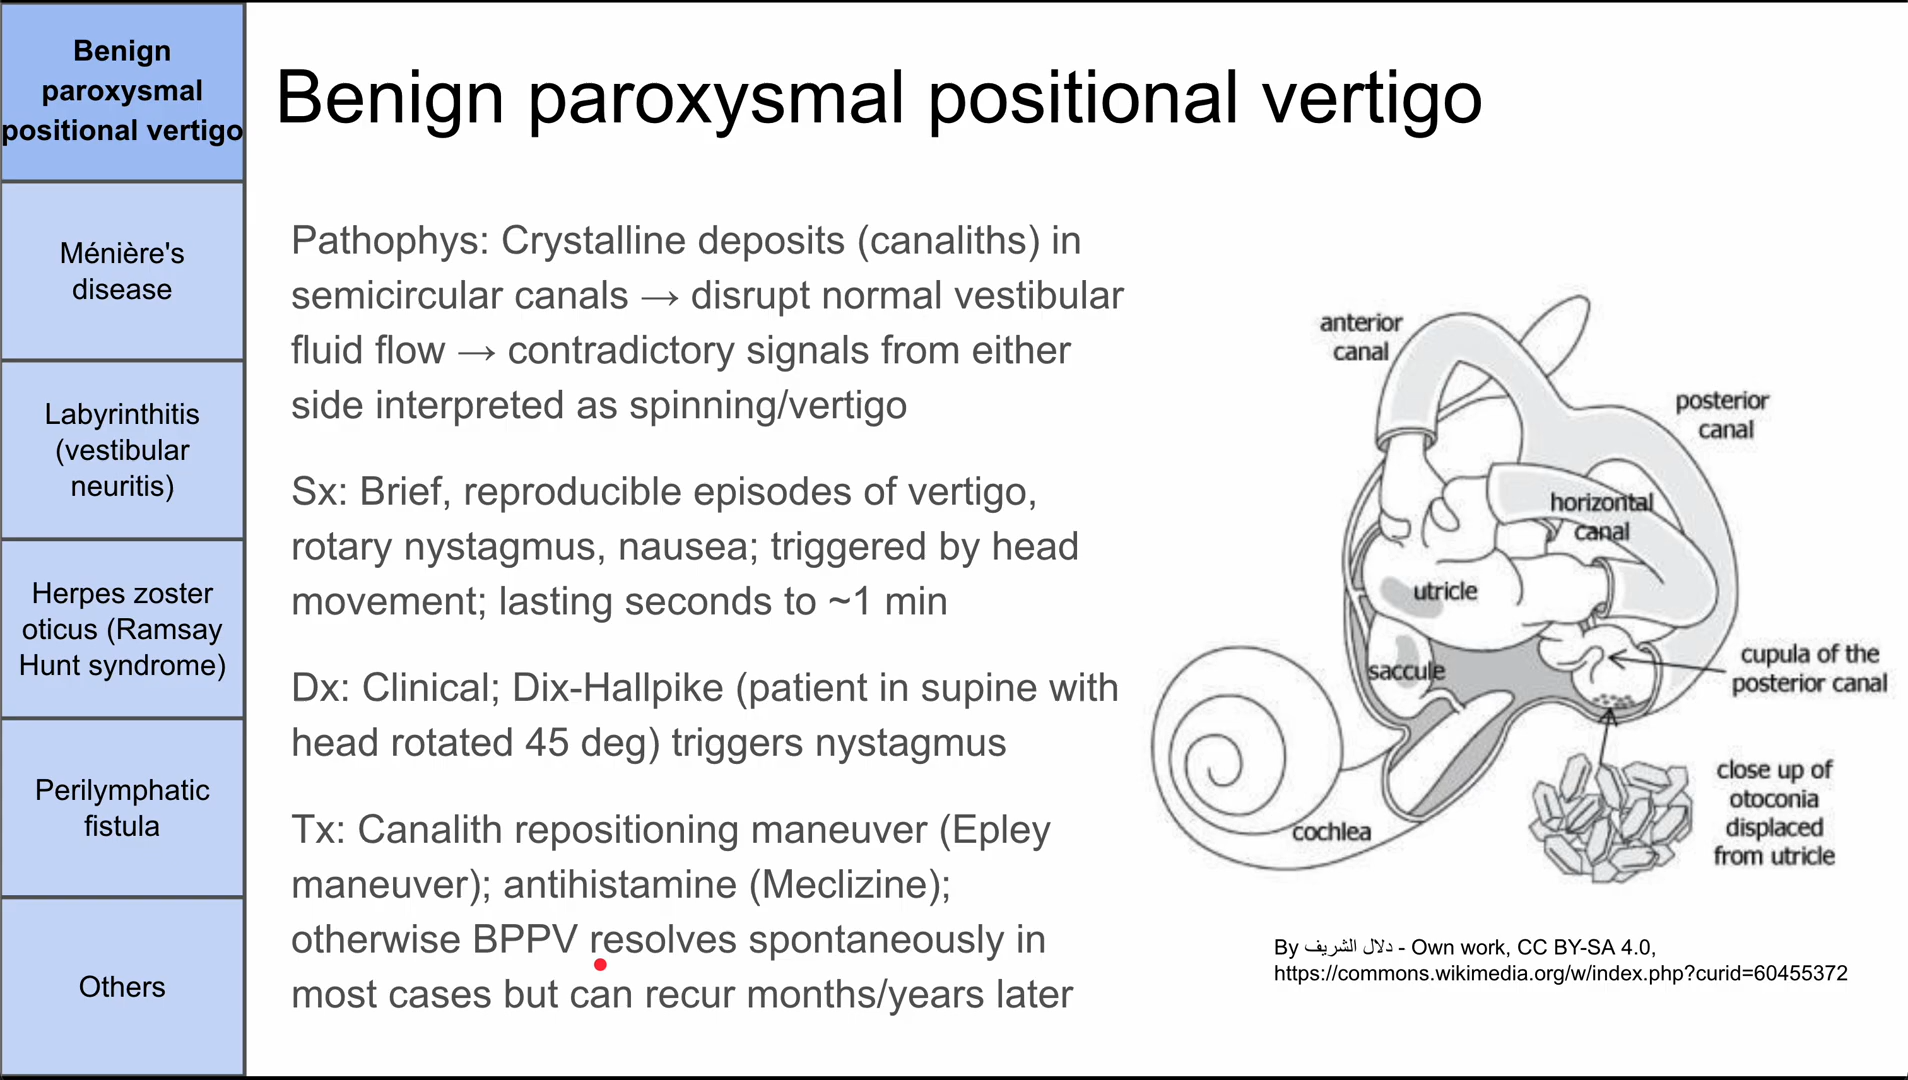 Benign
paroxysmal
positional vertigo
Ménière's
disease
Labyrinthitis
(vestibular
neuritis)
Herpes zoster
oticus (Ramsay
Hunt syndrome)
Perilymphatic
fistula
Others
Benign paroxysmal positional vertigo
Pathophys: Crystalline deposits (canaliths) in
semicircular canals → disrupt normal vestibular
fluid flow → contradictory signals from either
side interpreted as spinning/vertigo
Sx: Brief, reproducible episodes of vertigo,
rotary nystagmus, nausea; triggered by head
movement; lasting seconds to ~1 min
Dx: Clinical; Dix-Hallpike (patient in supine with
head rotated 45 deg) triggers nystagmus
Tx: Canalith repositioning maneuver (Epley
maneuver); antihistamine (Meclizine);
otherwise BPPV resolves spontaneously in
most cases but can recur months/years later
anterior
canal
posterior
canal
horizontal
canal
utricle
saccule
cupula of the
posterior canal
cochlea
close up of
otoconia
displaced
from utricle
By دلال الشريف - Own work, CC BY-SA 4.0,
https://commons.wikimedia.org/w/index.php?curid=60455372